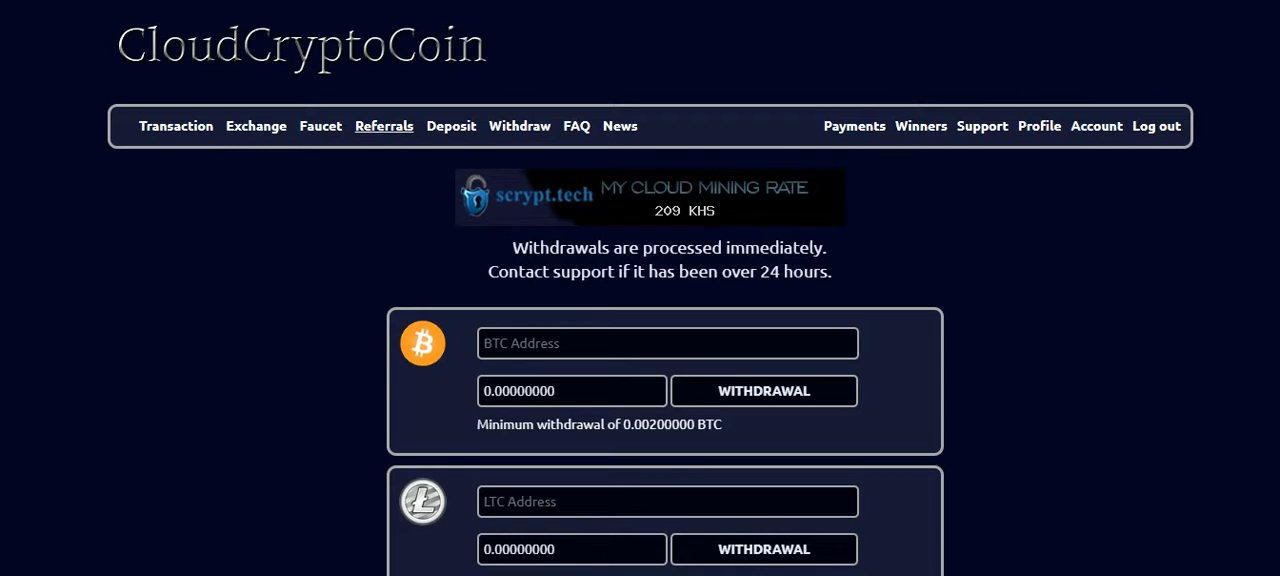 CloudCryptoCoin
Transaction Exchange Faucet Referrals Deposit Withdraw FAQ News Payments Winners Support Profile Account Log out
scrypt.tech MY CLOUD MINING RATE
209 KHS
Withdrawals are processed immediately.
Contact support if it has been over 24 hours.
BTC Address
0.00000000 WITHDRAWAL
Minimum withdrawal of 0.00200000 BTC
LTC Address
0.00000000 WITHDRAWAL